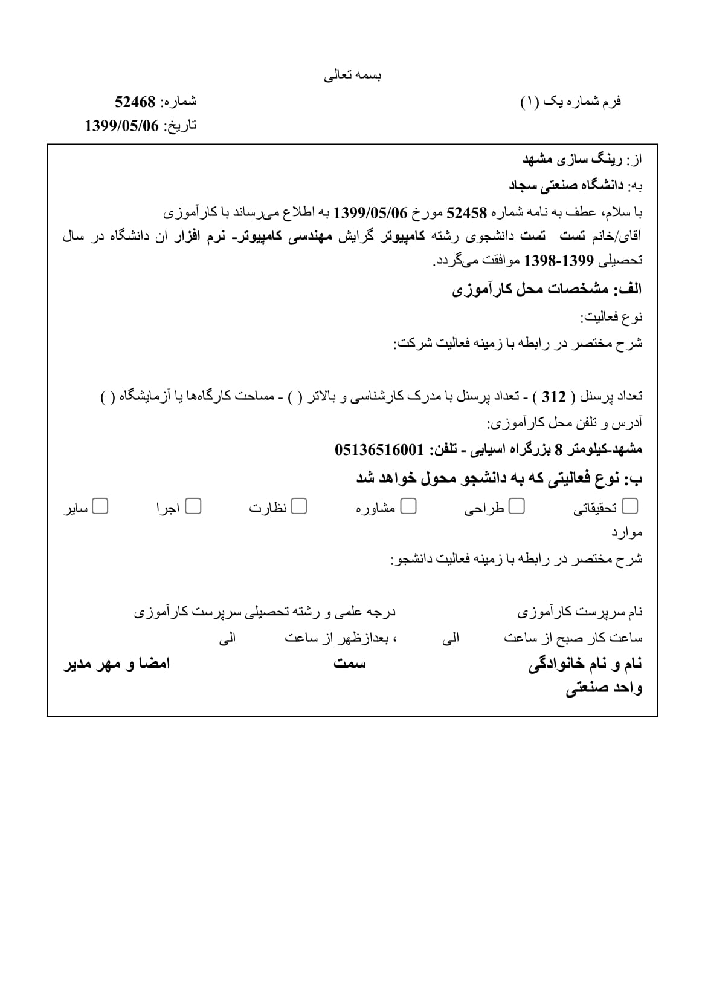 بسمه تعالی
فرم شماره یک (۱)
شماره: 52468
تاریخ: 1399/05/06
از: رینگ سازی مشهد
به: دانشگاه صنعتی سجاد
با سلام، عطف به نامه شماره 52458 مورخ 1399/05/06 به اطلاع می‌رساند با کارآموزی
آقای/خانم تست تست دانشجوی رشته کامپیوتر گرایش مهندسی کامپیوتر- نرم افزار آن دانشگاه در سال
تحصیلی 1399-1398 موافقت می‌گردد.
الف: مشخصات محل کارآموزی
نوع فعالیت:
شرح مختصر در رابطه با زمینه فعالیت شرکت:
تعداد پرسنل ( 312 ) - تعداد پرسنل با مدرک کارشناسی و بالاتر ( ) - مساحت کارگاه‌ها یا آزمایشگاه ( )
آدرس و تلفن محل کارآموزی:
مشهد-کیلومتر 8 بزرگراه اسیایی - تلفن: 05136516001
ب: نوع فعالیتی که به دانشجو محول خواهد شد
تحقیقاتی طراحی مشاوره نظارت اجرا سایر
موارد
شرح مختصر در رابطه با زمینه فعالیت دانشجو:
نام سرپرست کارآموزی درجه علمی و رشته تحصیلی سرپرست کارآموزی
ساعت کار صبح از ساعت الی ، بعدازظهر از ساعت الی
نام و نام خانوادگی سمت امضا و مهر مدیر
واحد صنعتی